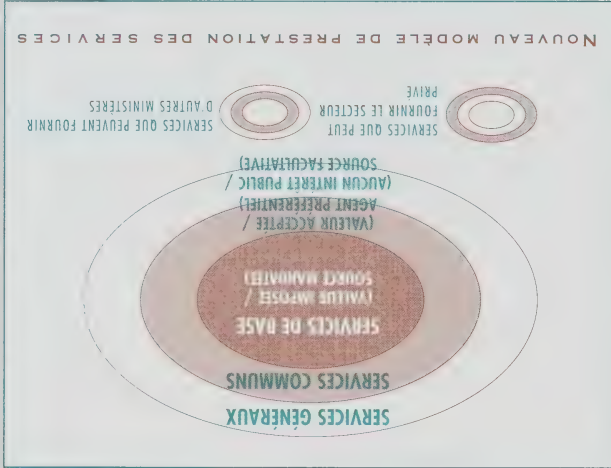 SERVICES GÉNÉRAUX
SERVICES COMMUNS
SERVICES DE BASE
(VALEUR IMPOSÉE /
SOURCE MANDATÉE)
(VALEUR ACCEPTÉE /
AGENT PRÉFÉRENTIEL)
(AUCUN INTÉRÊT PUBLIC /
SOURCE FACULTATIVE)
SERVICES QUE PEUT
FOURNIR LE SECTEUR
PRIVÉ
SERVICES QUE PEUVENT FOURNIR
D'AUTRES MINISTÈRES
NOUVEAU MODÈLE DE PRESTATION DES SERVICES